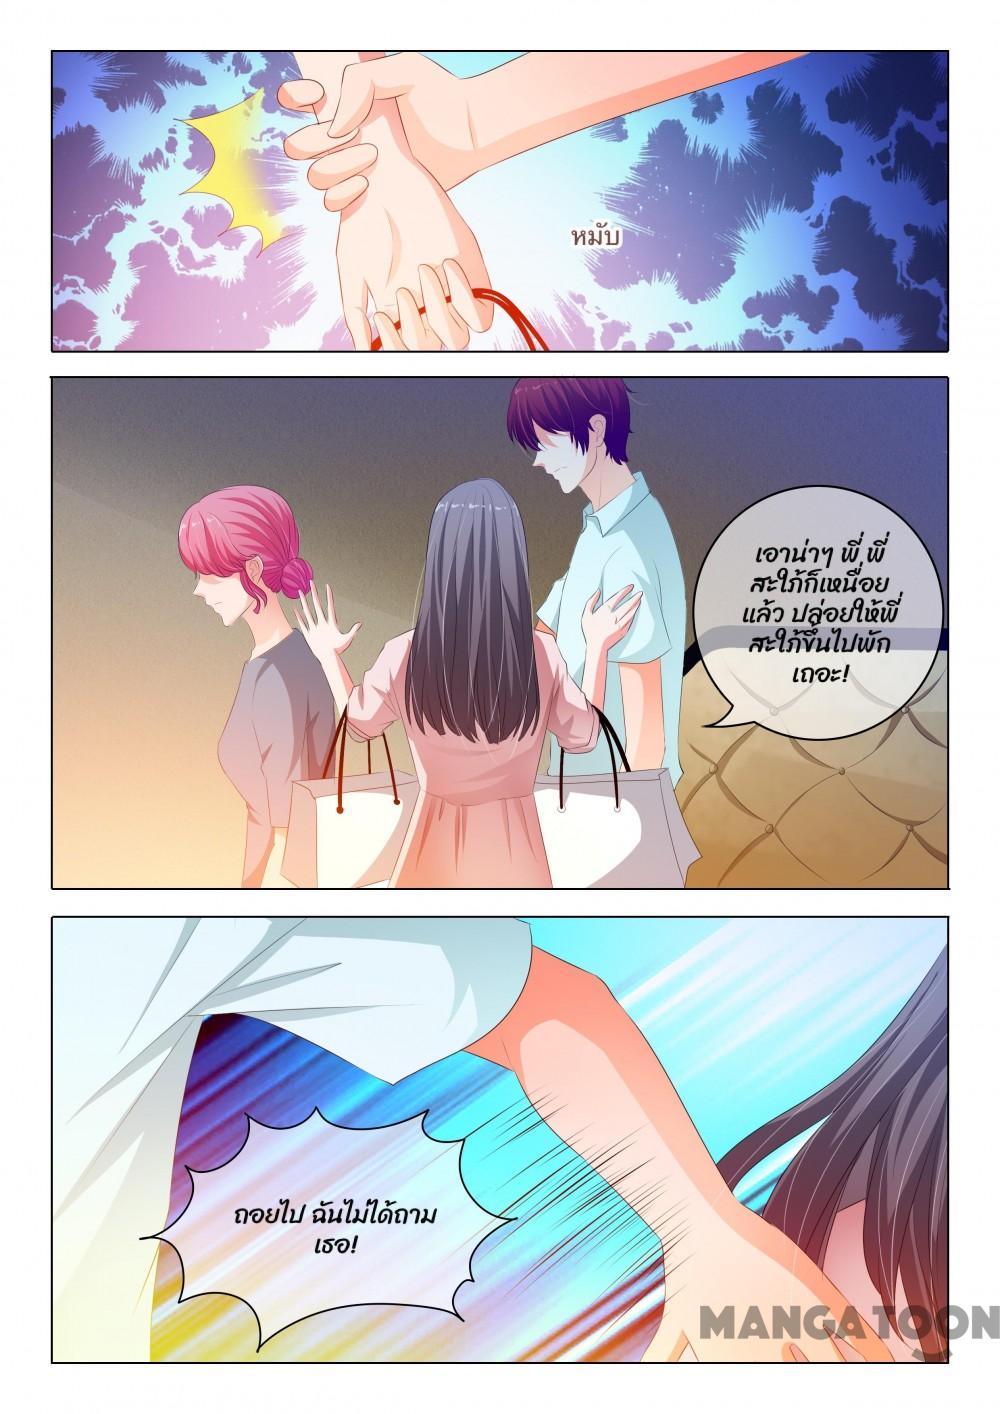 หมับ
เอาน่าๆ พี่ พี่
สะใภ้ก็เหนื่อย
แล้ว ปล่อยให้พี่
สะใภ้ขึ้นไปพัก
เถอะ!
ถอยไป ฉันไม่ได้ถาม
เธอ!
MANGATOON